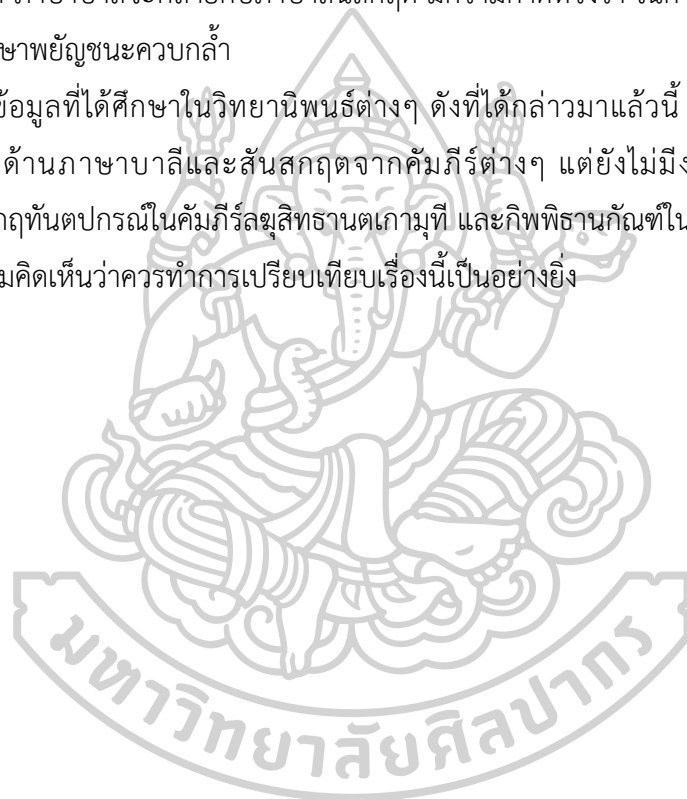 ษาพยัญชนะควบกล้ำ
ข้อมูลที่ได้ศึกษาในวิทยานิพนธ์ต่างๆ ดังที่ได้กล่าวมาแล้วนี้
ด้านภาษาบาลีและสันสกฤตจากคัมภีร์ต่างๆ แต่ยังไม่มีง
กฤทันตปกรณ์ในคัมภีร์ลฆุสิทธานตเกามุที และกิพพิธานกัณฑ์ใน
มคิดเห็นว่าควรทำการเปรียบเทียบเรื่องนี้เป็นอย่างยิ่ง
มหาวิทยาลัยศิลปากร